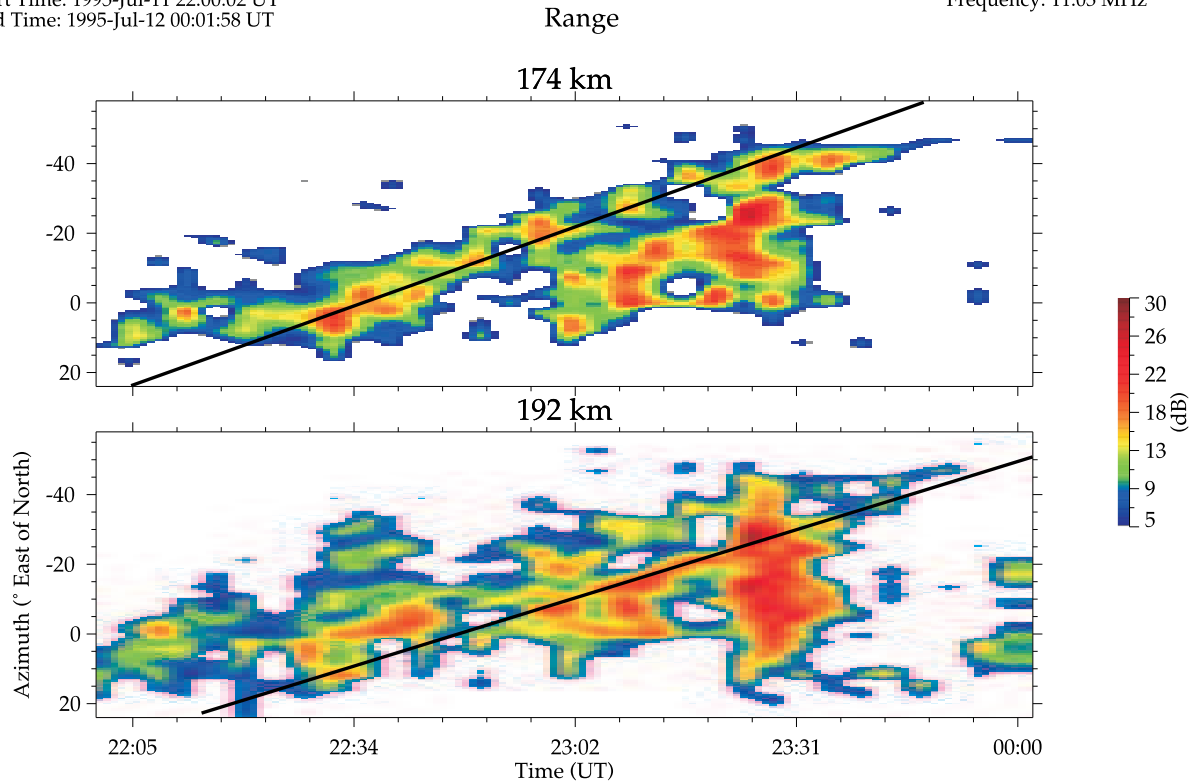 d Time: 1995-Jul-12 00:01:58 UT
Range
174 km
-40
-20
0
20
192 km
-40
-20
0
20
Azimuth (° East of North)
22:05 22:34 23:02 23:31 00:00
Time (UT)
30
26
22
18
13
9
5
(dB)